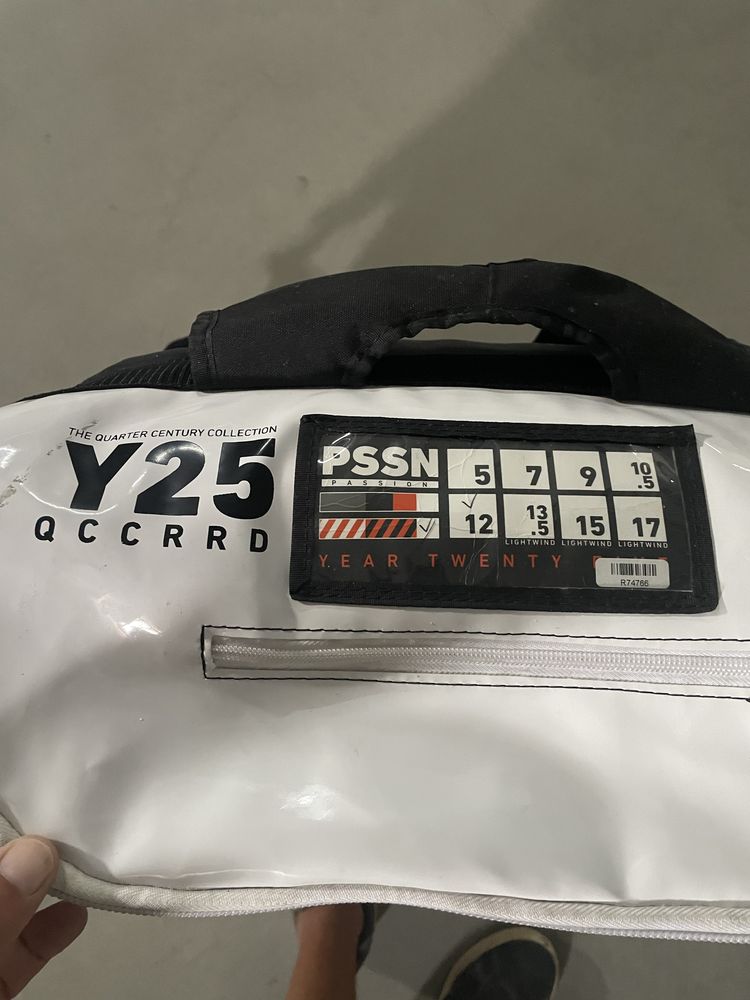 THE QUARTER CENTURY COLLECTION
Y25
QCCRRD
PSSN
PASSION
5 7 9 10.5
12 13.5 15 17
LIGHTWIND LIGHTWIND LIGHTWIND
YEAR TWENTY
R74766